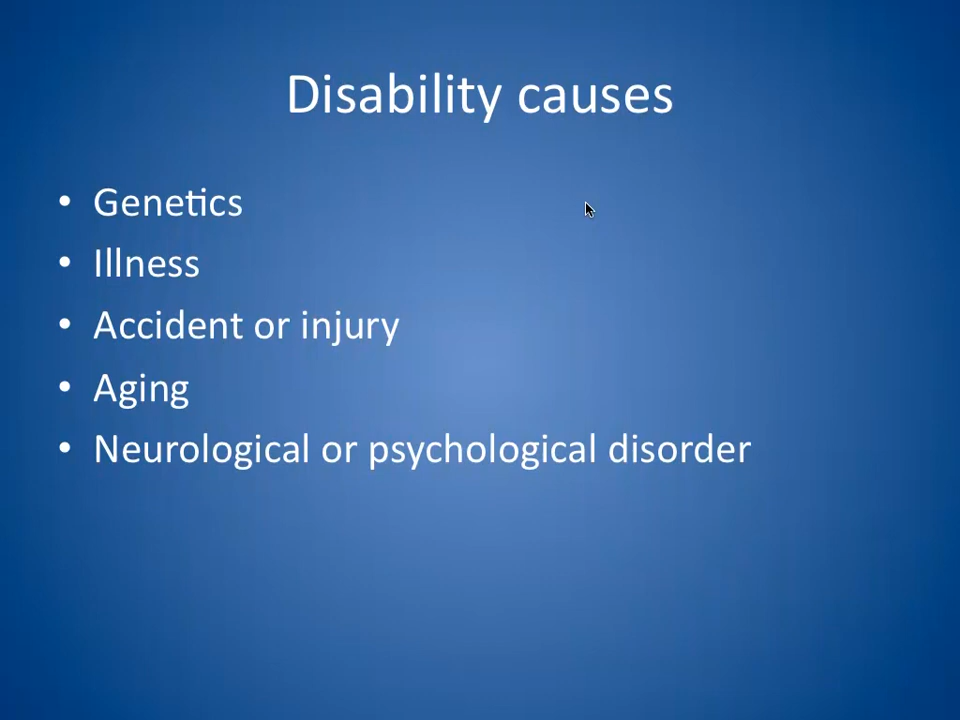 Disability causes
• Genetics
• Illness
• Accident or injury
• Aging
• Neurological or psychological disorder